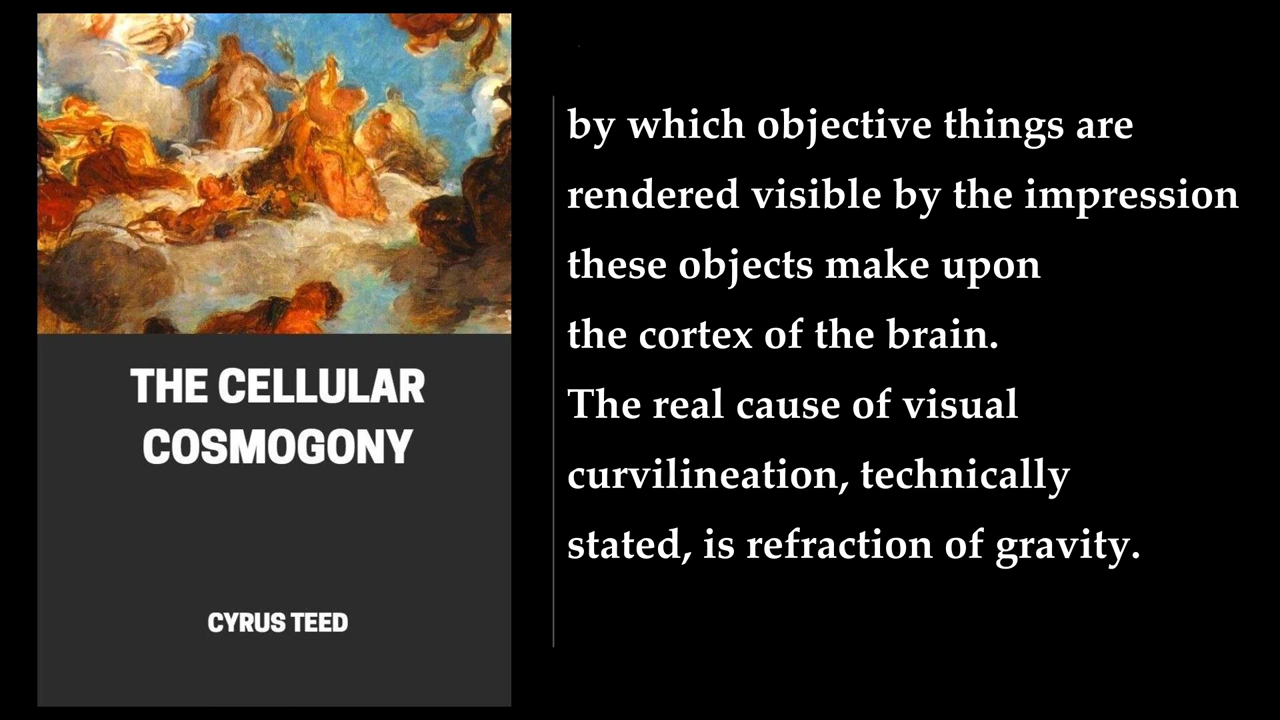 THE CELLULAR
COSMOGONY
CYRUS TEED
by which objective things are
rendered visible by the impression
these objects make upon
the cortex of the brain.
The real cause of visual
curvilineation, technically
stated, is refraction of gravity.